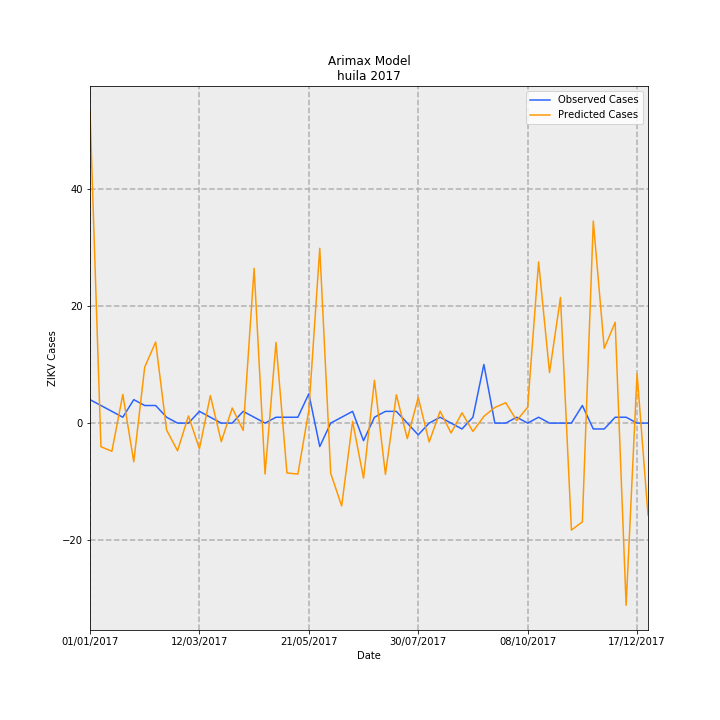 Arimax Model
huila 2017
Observed Cases
Predicted Cases
ZIKV Cases
40
20
0
−20
01/01/2017
12/03/2017
21/05/2017
30/07/2017
08/10/2017
17/12/2017
Date